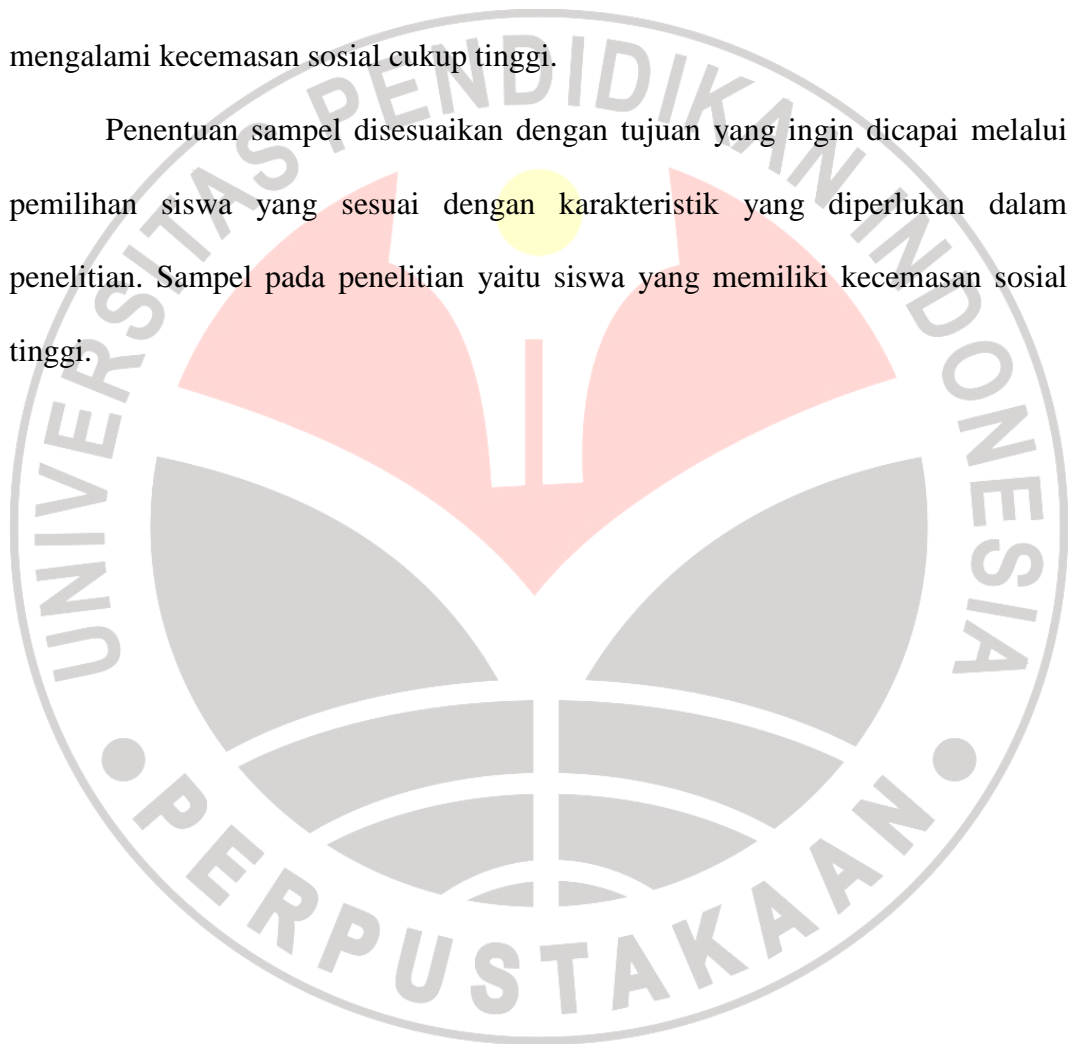 mengalami kecemasan sosial cukup tinggi.
Penentuan sampel disesuaikan dengan tujuan yang ingin dicapai melalui
pemilihan siswa yang sesuai dengan karakteristik yang diperlukan dalam
penelitian. Sampel pada penelitian yaitu siswa yang memiliki kecemasan sosial
tinggi.
UNIVERSITAS PENDIDIKAN INDONESIA
PERPUSTAKAAN